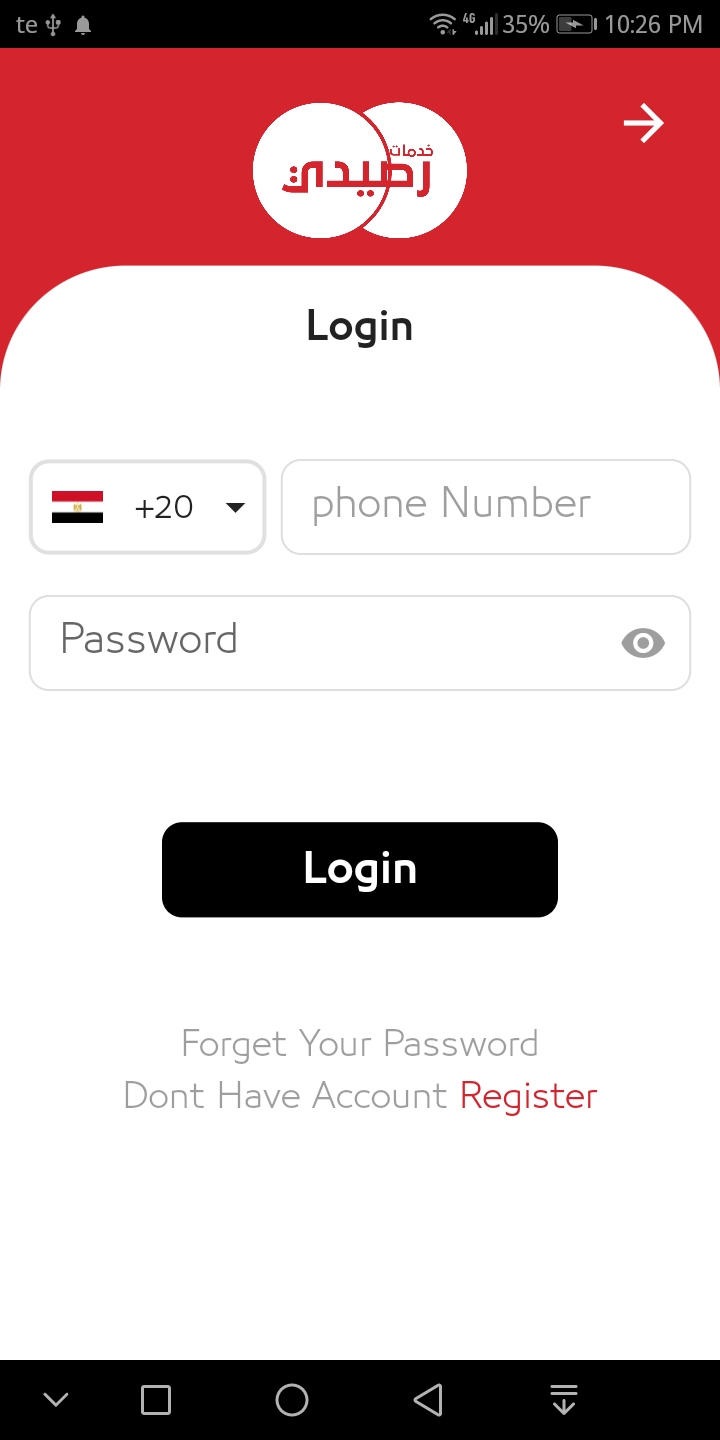 te 4G 35% 10:26 PM
خدمات
رصيدي
Login
+20 phone Number
Password
Login
Forget Your Password
Dont Have Account Register